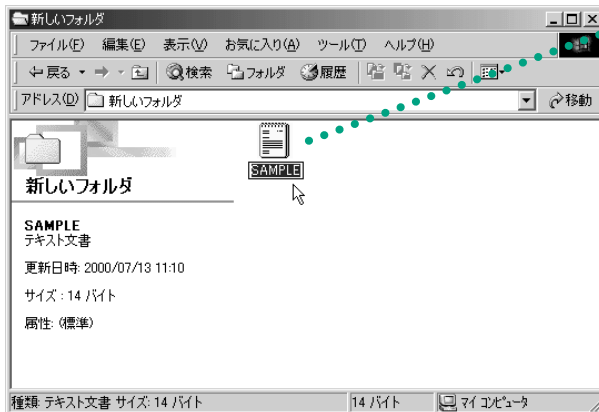 新しいフォルダ
ファイル(F) 編集(E) 表示(V) お気に入り(A) ツール(T) ヘルプ(H)
戻る 検索 フォルダ 履歴
アドレス(D) 新しいフォルダ 移動
SAMPLE
新しいフォルダ
SAMPLE
テキスト文書
更新日時: 2000/07/13 11:10
サイズ : 14 バイト
属性: (標準)
種類: テキスト文書 サイズ: 14 バイト 14 バイト マイ コンピュータ